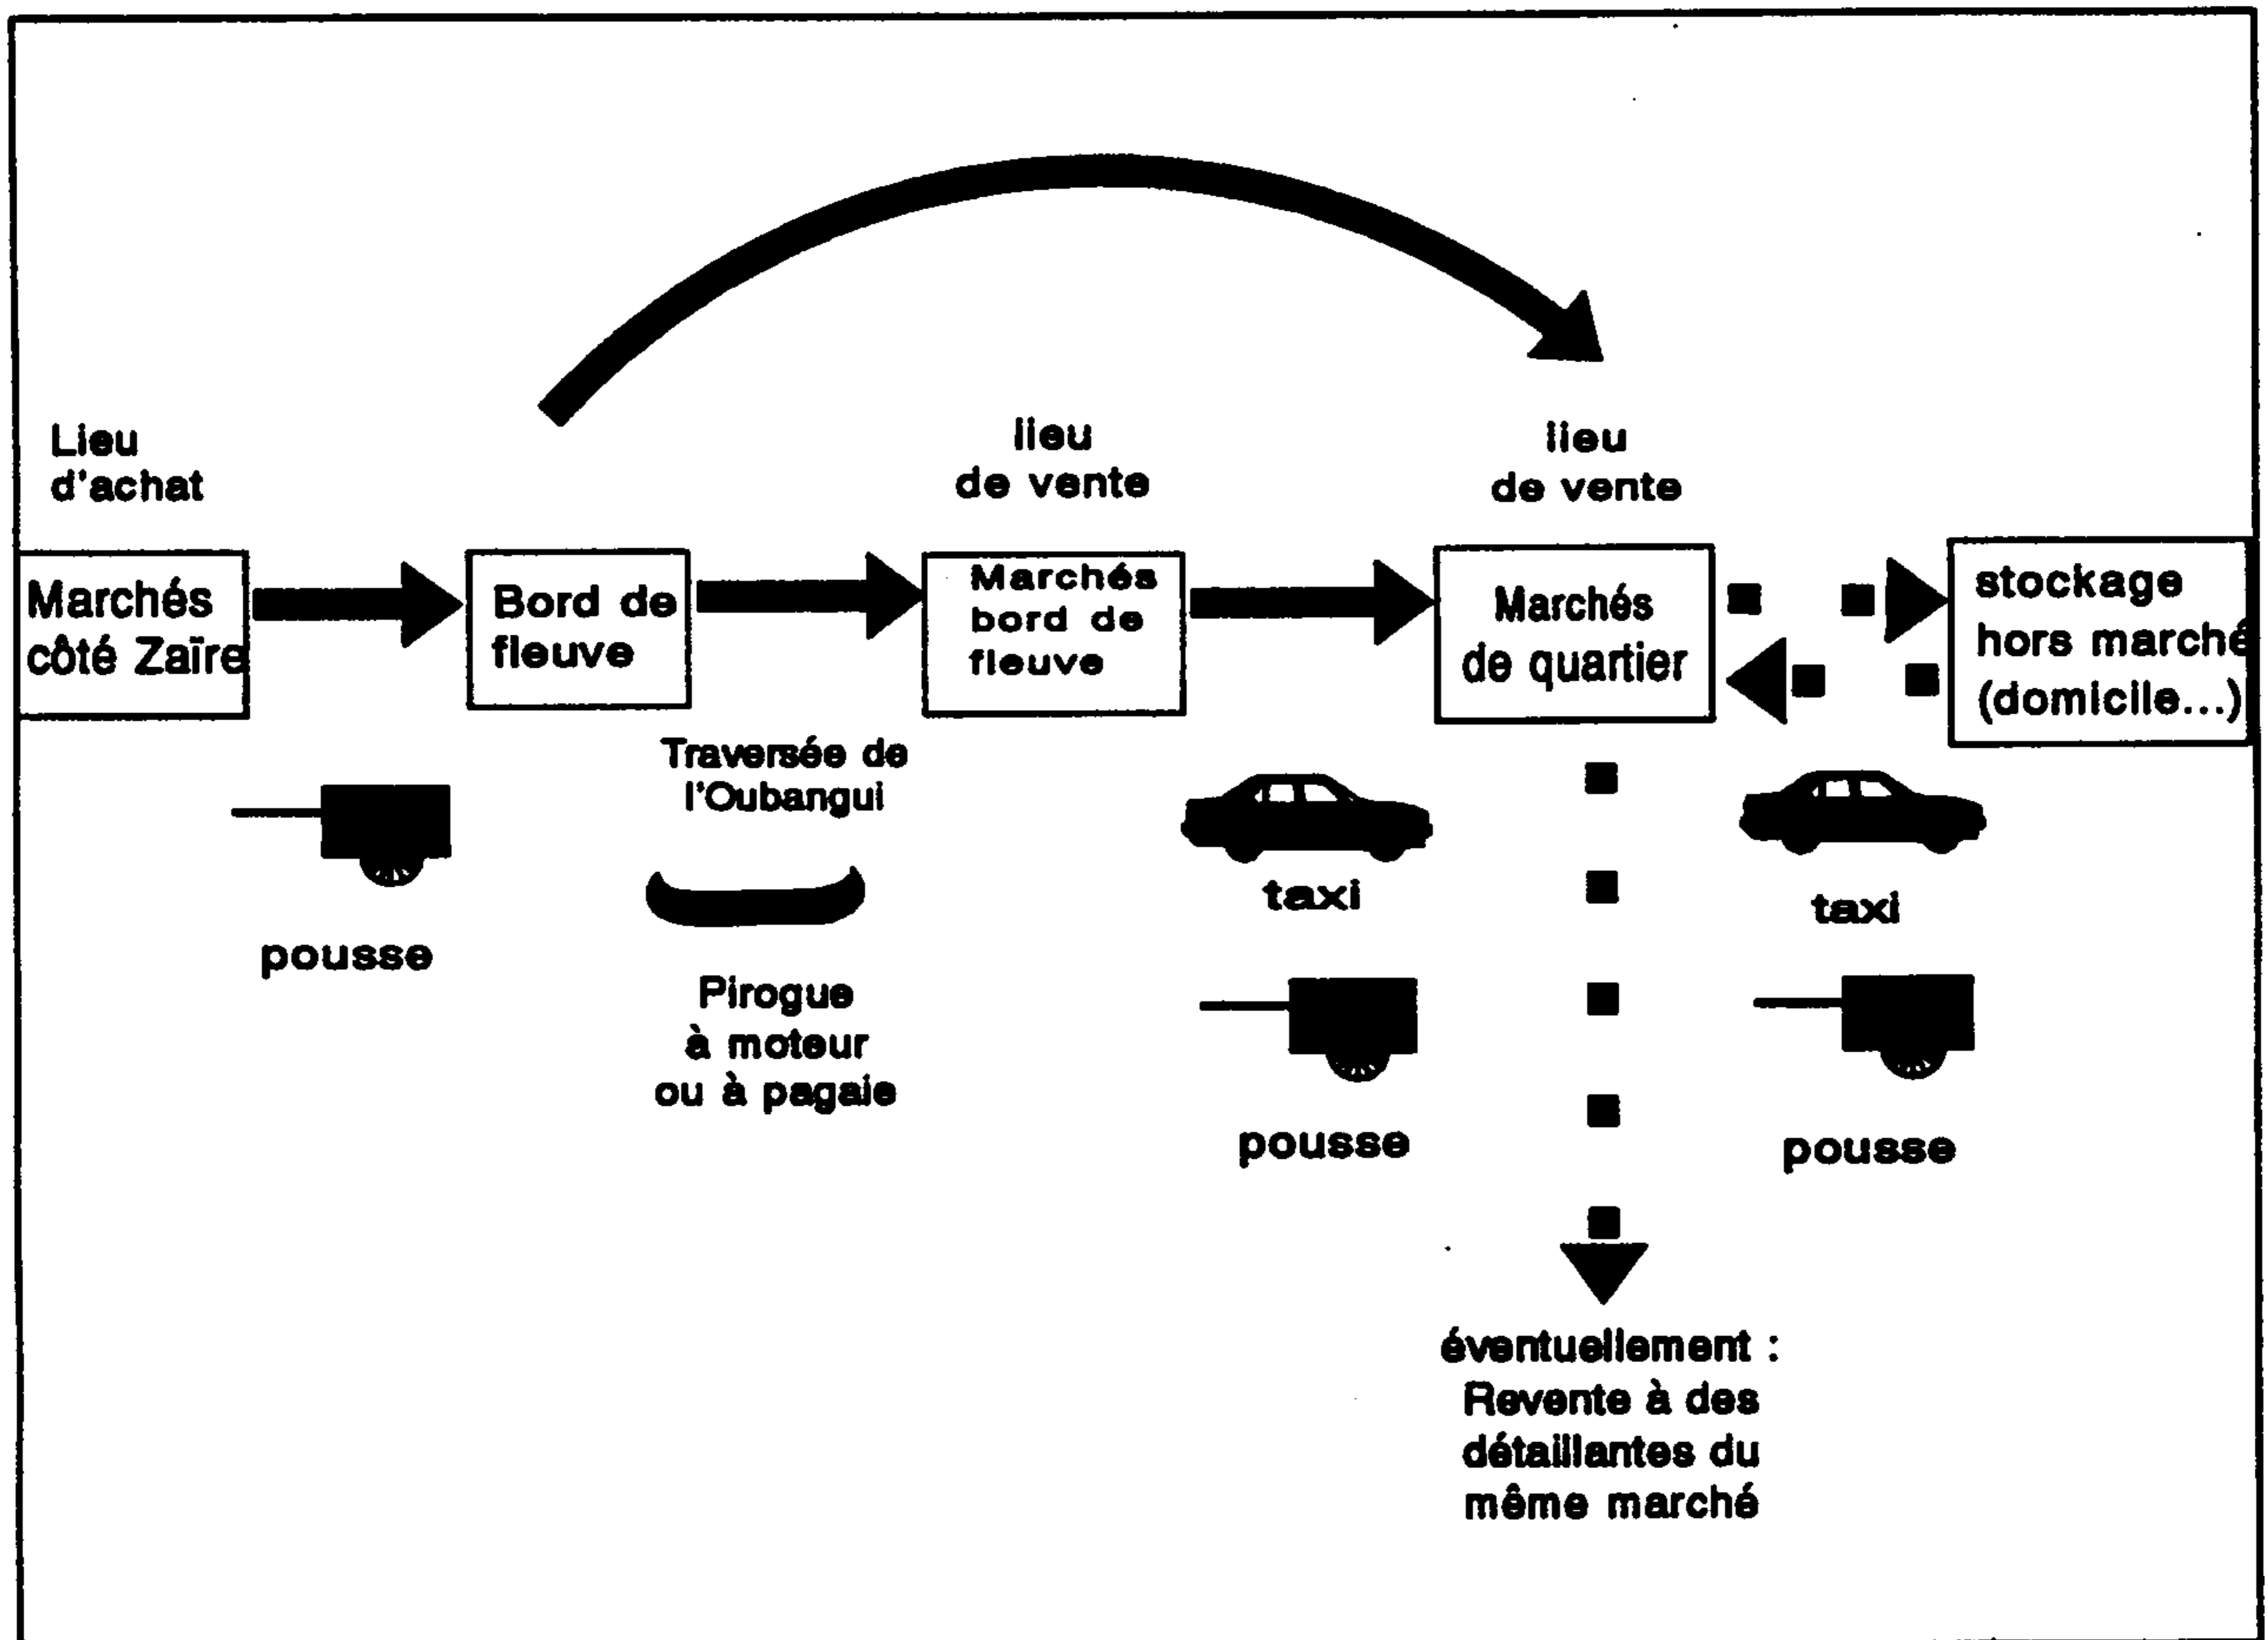 Lieu
d'achat
lieu
de vente
lieu
de vente
Marchés
côté Zaïre
Bord de
fleuve
Marchés
bord de
fleuve
Marchés
de quartier
stockage
hors marché
(domicile...)
Traversée de
l'Oubangui
pousse
Pirogue
à moteur
ou à pagaie
taxi
pousse
taxi
pousse
éventuellement :
Revente à des
détaillantes du
même marché